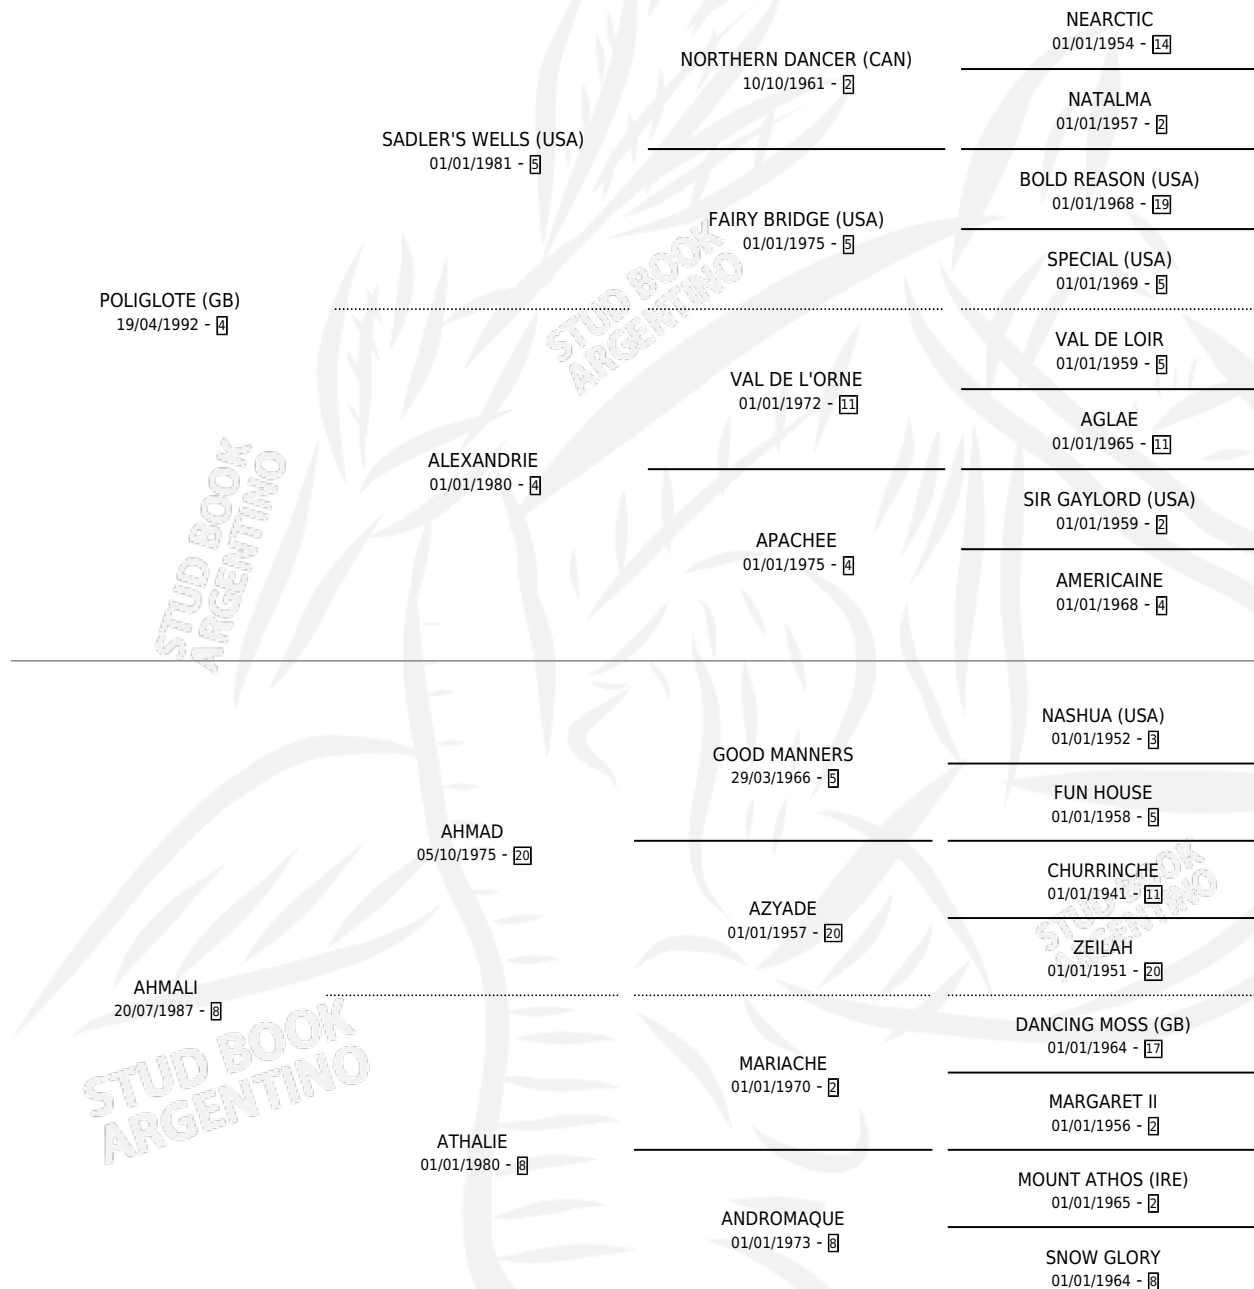 POLIGLOTE (GB)
19/04/1992 - 4
SADLER'S WELLS (USA)
01/01/1981 - 5
ALEXANDRIE
01/01/1980 - 4
NORTHERN DANCER (CAN)
10/10/1961 - 2
FAIRY BRIDGE (USA)
01/01/1975 - 5
VAL DE L'ORNE
01/01/1972 - 11
APACHEE
01/01/1975 - 4
NEARCTIC
01/01/1954 - 14
NATALMA
01/01/1957 - 2
BOLD REASON (USA)
01/01/1968 - 19
SPECIAL (USA)
01/01/1969 - 5
VAL DE LOIR
01/01/1959 - 5
AGLAE
01/01/1965 - 11
SIR GAYLORD (USA)
01/01/1959 - 2
AMERICAINE
01/01/1968 - 4
AHMALI
20/07/1987 - 8
AHMAD
05/10/1975 - 20
ATHALIE
01/01/1980 - 8
GOOD MANNERS
29/03/1966 - 5
AZYADE
01/01/1957 - 20
MARIACHE
01/01/1970 - 2
ANDROMAQUE
01/01/1973 - 8
NASHUA (USA)
01/01/1952 - 3
FUN HOUSE
01/01/1958 - 5
CHURRINCHE
01/01/1941 - 11
ZEILAH
01/01/1951 - 20
DANCING MOSS (GB)
01/01/1964 - 17
MARGARET II
01/01/1956 - 2
MOUNT ATHOS (IRE)
01/01/1965 - 2
SNOW GLORY
01/01/1964 - 8
STUD BOOK
ARGENTINO
STUD BOOK
ARGENTINO
STUD BOOK
ARGENTINO
STUD BOOK
ARGENTINO